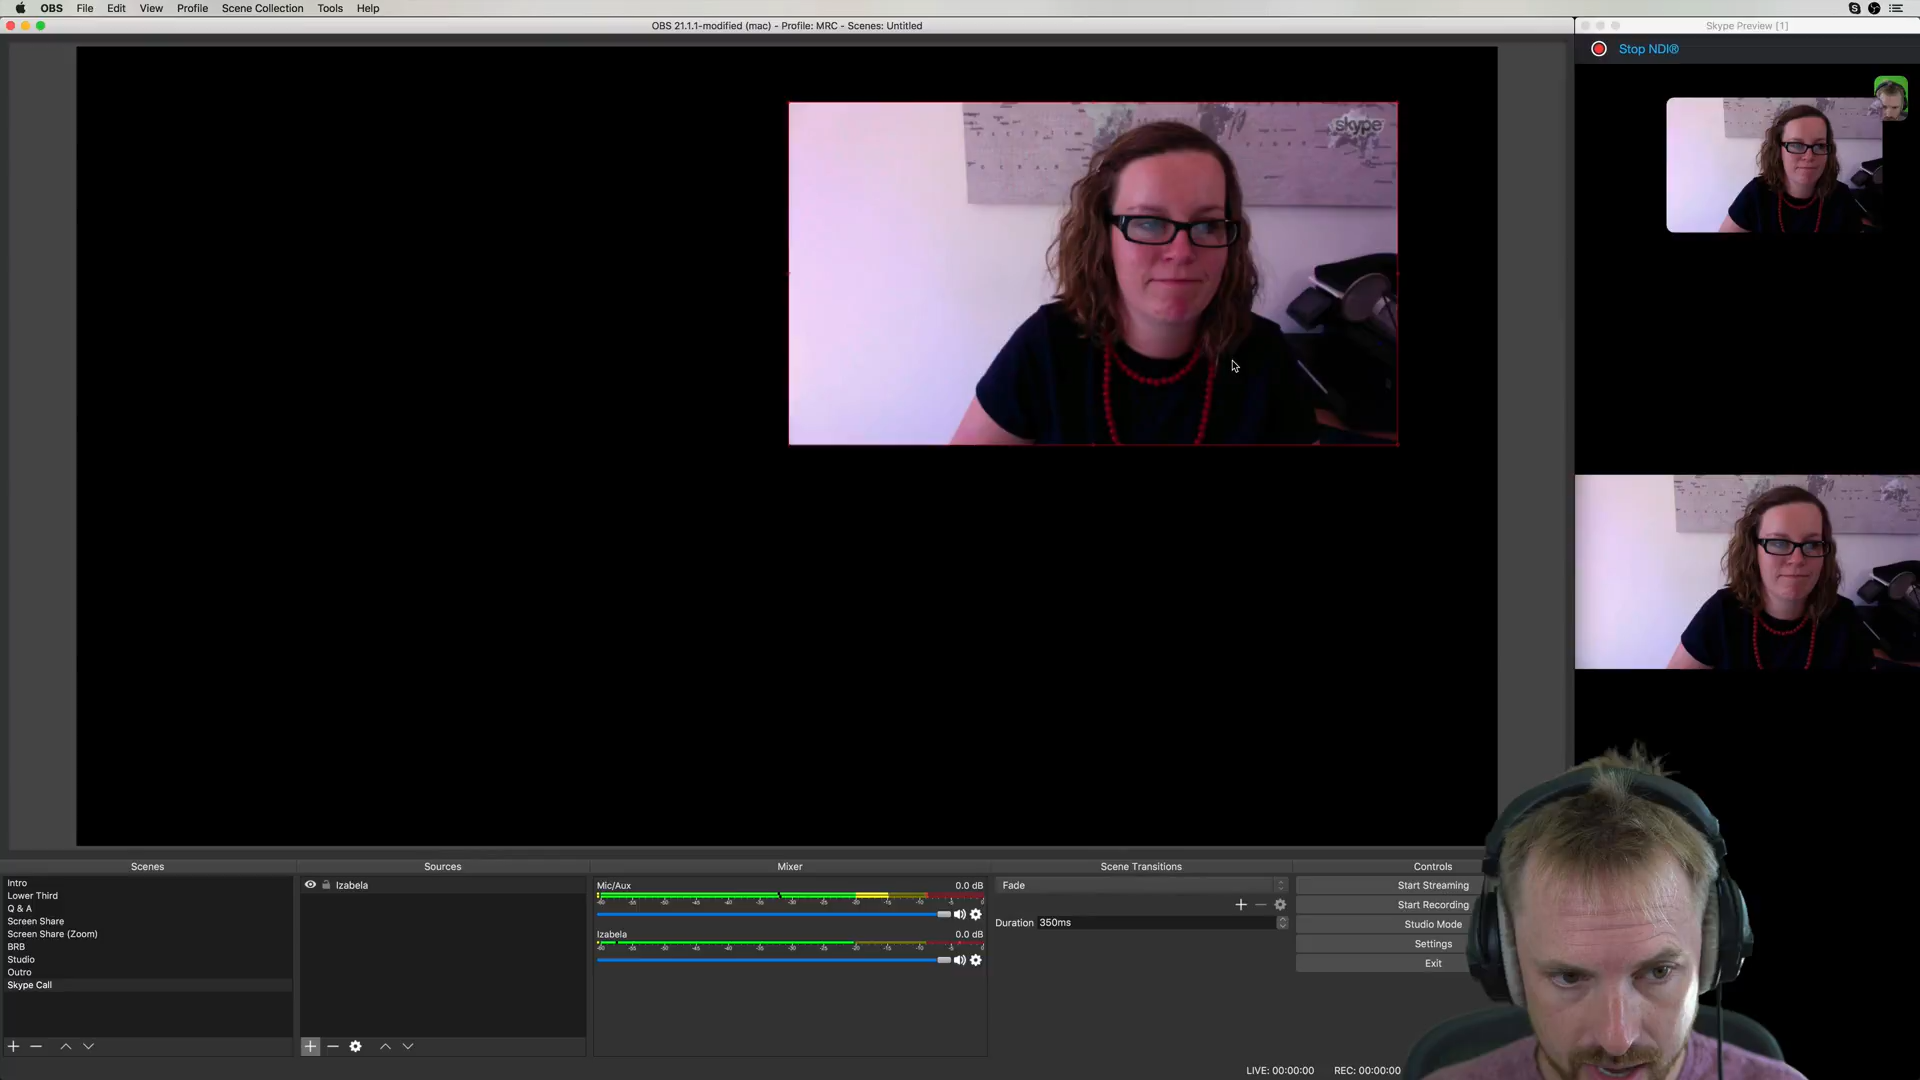 OBS File Edit View Profile Scene Collection Tools Help
OBS 21.1.1-modified (mac) - Profile: MRC - Scenes: Untitled
Skype Preview [1]
Stop NDI®
skype
Scenes
Sources
Mixer
Scene Transitions
Controls
Intro
Lower Third
Q & A
Screen Share
Screen Share (Zoom)
BRB
Studio
Outro
Skype Call
Izabela
Mic/Aux
0.0 dB
Izabela
0.0 dB
Fade
Duration 350ms
Start Streaming
Start Recording
Studio Mode
Settings
Exit
LIVE: 00:00:00
REC: 00:00:00